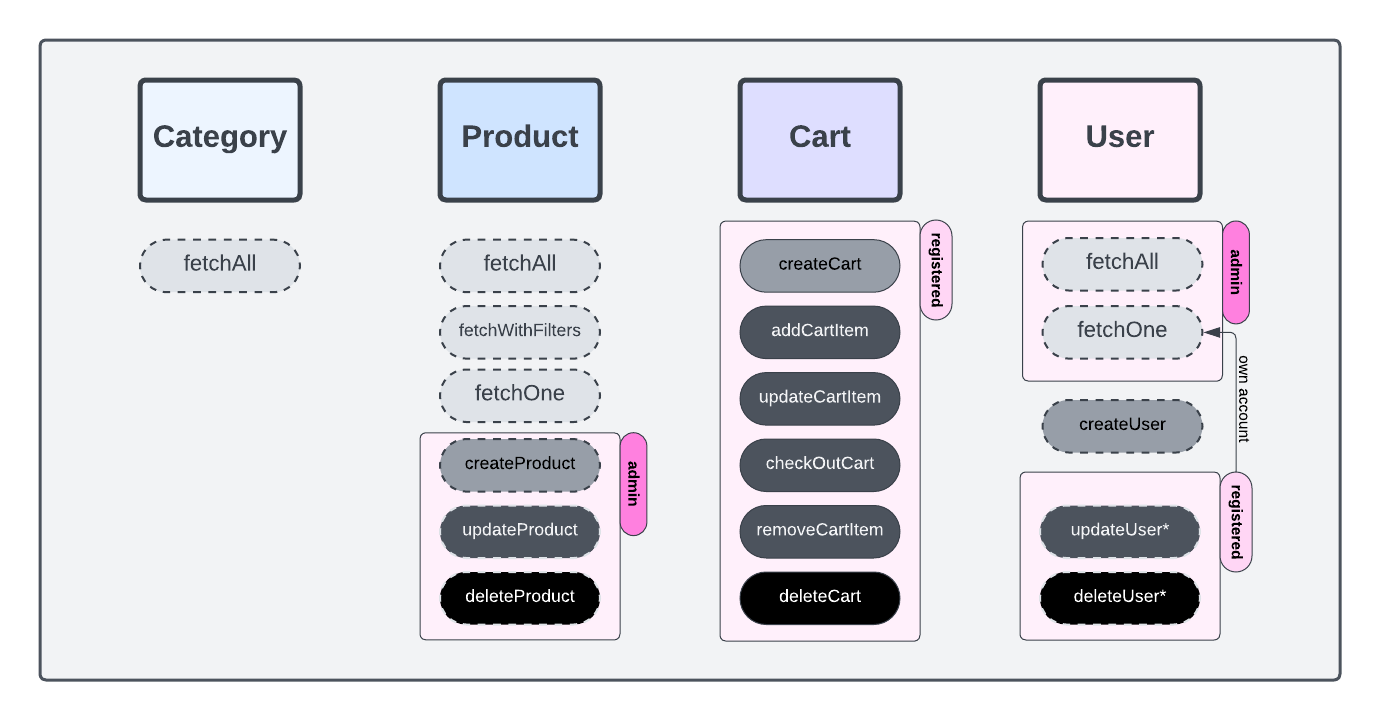 Category
Product
Cart
User
fetchAll
fetchAll
fetchWithFilters
fetchOne
createProduct
updateProduct
deleteProduct
admin
createCart
addCartItem
updateCartItem
checkOutCart
removeCartItem
deleteCart
registered
fetchAll
fetchOne
admin
own account
createUser
updateUser*
deleteUser*
registered